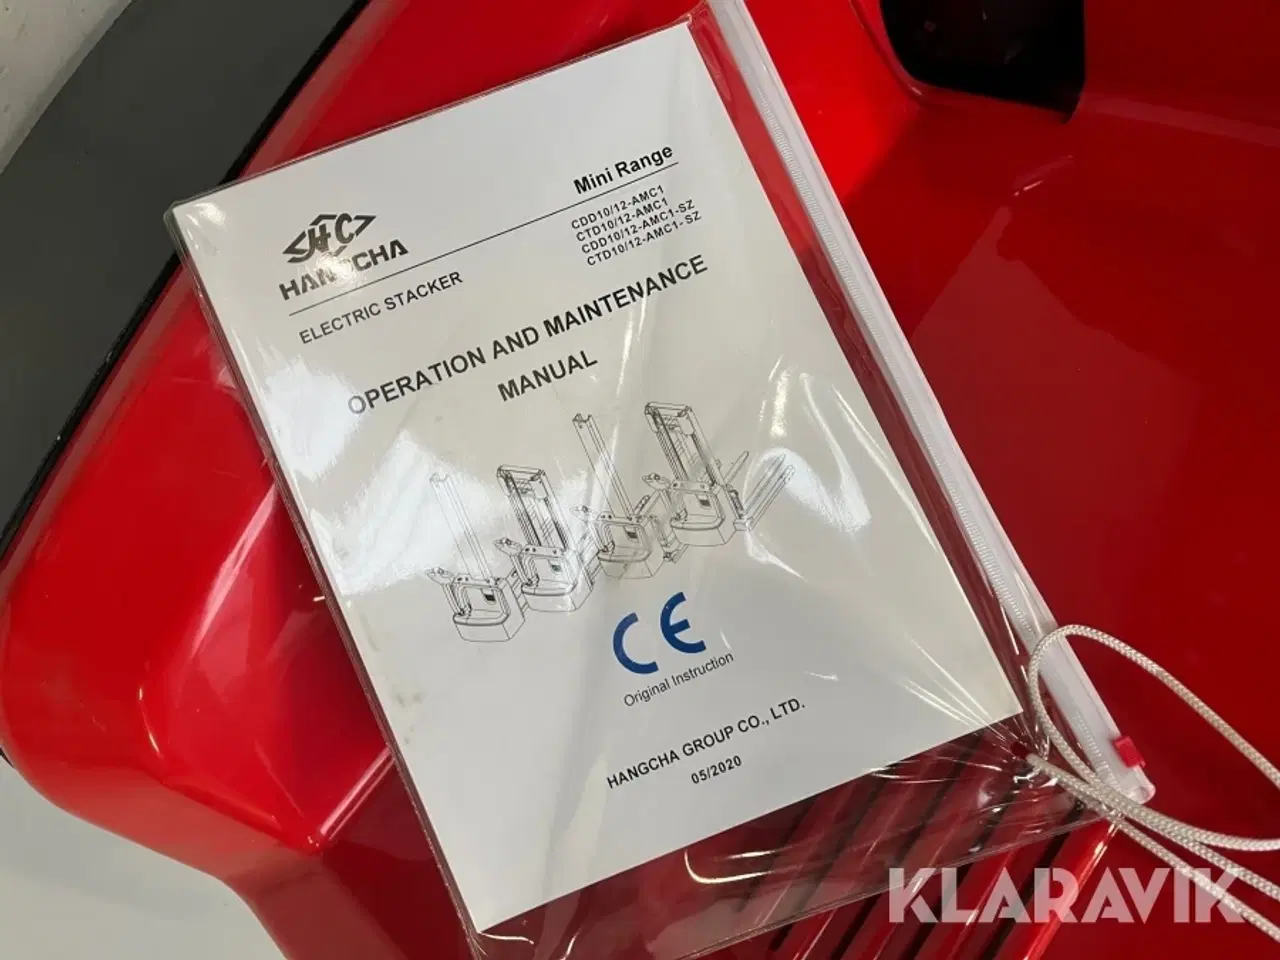 Mini Range
HC
HANGCHA
CDD10/12-AMC1
CTD10/12-AMC1
CDD10/12-AMC1-SZ
CTD10/12-AMC1-SZ
ELECTRIC STACKER
OPERATION AND MAINTENANCE
MANUAL
CE
Original Instruction
HANGCHA GROUP CO., LTD.
05/2020
KLARAVIK